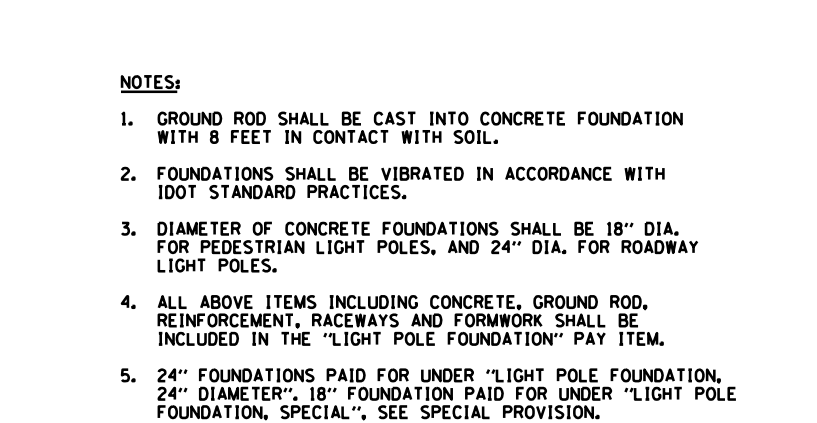 NOTES:
1. GROUND ROD SHALL BE CAST INTO CONCRETE FOUNDATION
WITH 8 FEET IN CONTACT WITH SOIL.
2. FOUNDATIONS SHALL BE VIBRATED IN ACCORDANCE WITH
IDOT STANDARD PRACTICES.
3. DIAMETER OF CONCRETE FOUNDATIONS SHALL BE 18" DIA.
FOR PEDESTRIAN LIGHT POLES, AND 24" DIA. FOR ROADWAY
LIGHT POLES.
4. ALL ABOVE ITEMS INCLUDING CONCRETE, GROUND ROD,
REINFORCEMENT, RACEWAYS AND FORMWORK SHALL BE
INCLUDED IN THE "LIGHT POLE FOUNDATION" PAY ITEM.
5. 24" FOUNDATIONS PAID FOR UNDER "LIGHT POLE FOUNDATION,
24" DIAMETER". 18" FOUNDATION PAID FOR UNDER "LIGHT POLE
FOUNDATION, SPECIAL", SEE SPECIAL PROVISION.